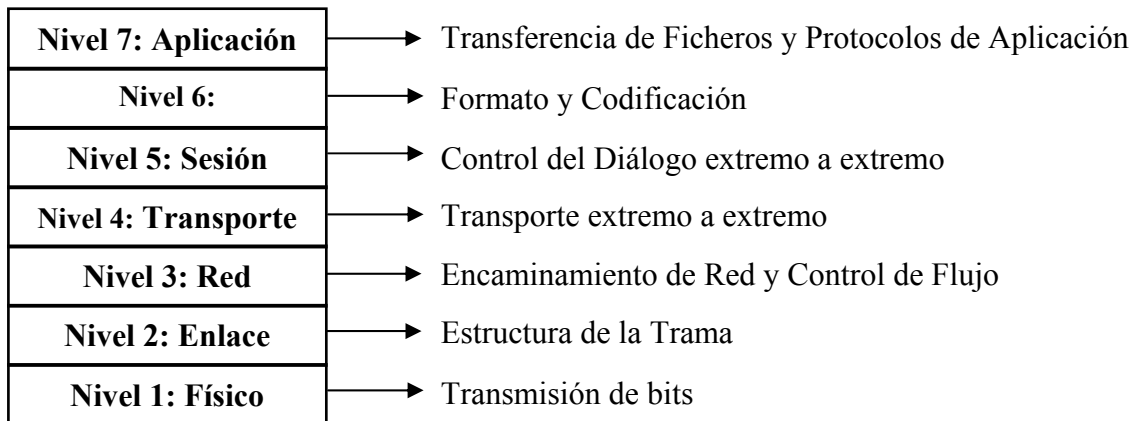 Nivel 7: Aplicación Transferencia de Ficheros y Protocolos de Aplicación
Nivel 6: Formato y Codificación
Nivel 5: Sesión Control del Diálogo extremo a extremo
Nivel 4: Transporte Transporte extremo a extremo
Nivel 3: Red Encaminamiento de Red y Control de Flujo
Nivel 2: Enlace Estructura de la Trama
Nivel 1: Físico Transmisión de bits